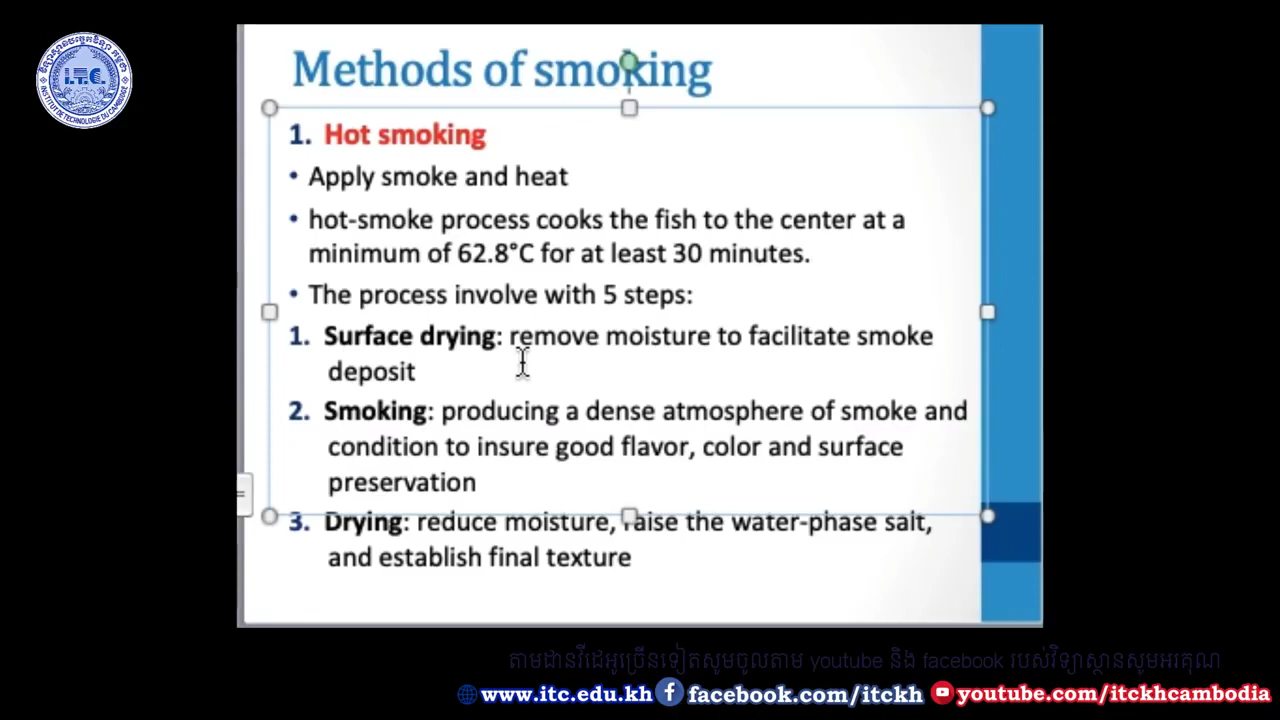 I.T.C.
Methods of smoking
1. Hot smoking
• Apply smoke and heat
• hot-smoke process cooks the fish to the center at a
minimum of 62.8°C for at least 30 minutes.
• The process involve with 5 steps:
1. Surface drying: remove moisture to facilitate smoke
deposit
2. Smoking: producing a dense atmosphere of smoke and
condition to insure good flavor, color and surface
preservation
3. Drying: reduce moisture, raise the water-phase salt,
and establish final texture
តាមដានវីដេអូច្រើនទៀតសូមចូលតាម youtube និង facebook របស់វិទ្យាស្ថានសូមអរគុណ
www.itc.edu.kh facebook.com/itckh youtube.com/itckhcambodia